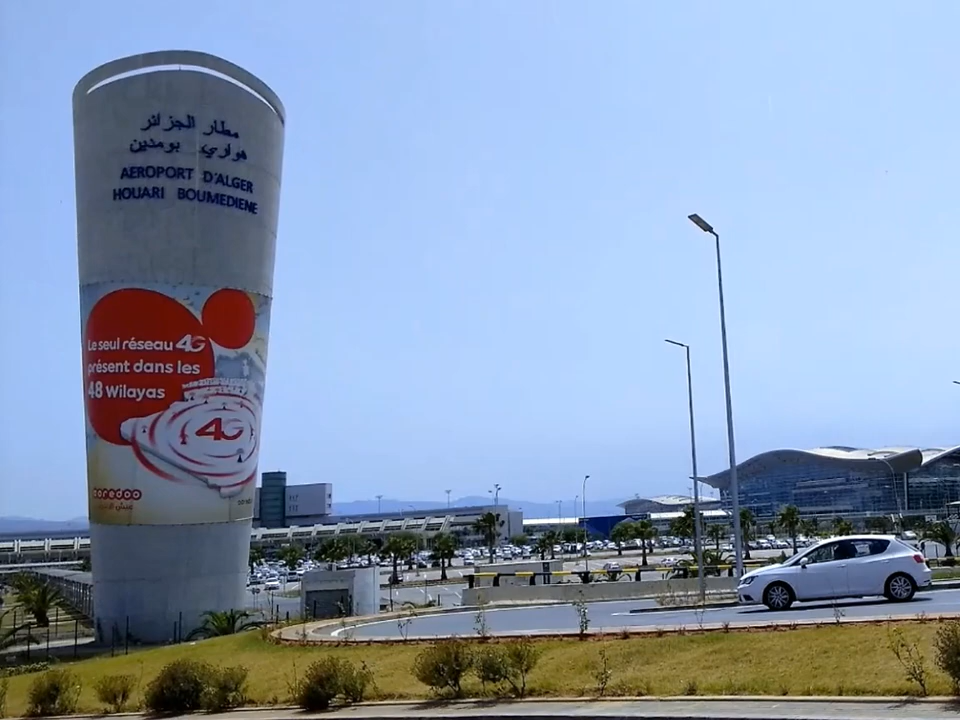 مطار الجزائر
هواري بومدين
AEROPORT D'ALGER
HOUARI BOUMEDIENE
Le seul réseau 4G
présent dans les
48 Wilayas
4G
ooredoo